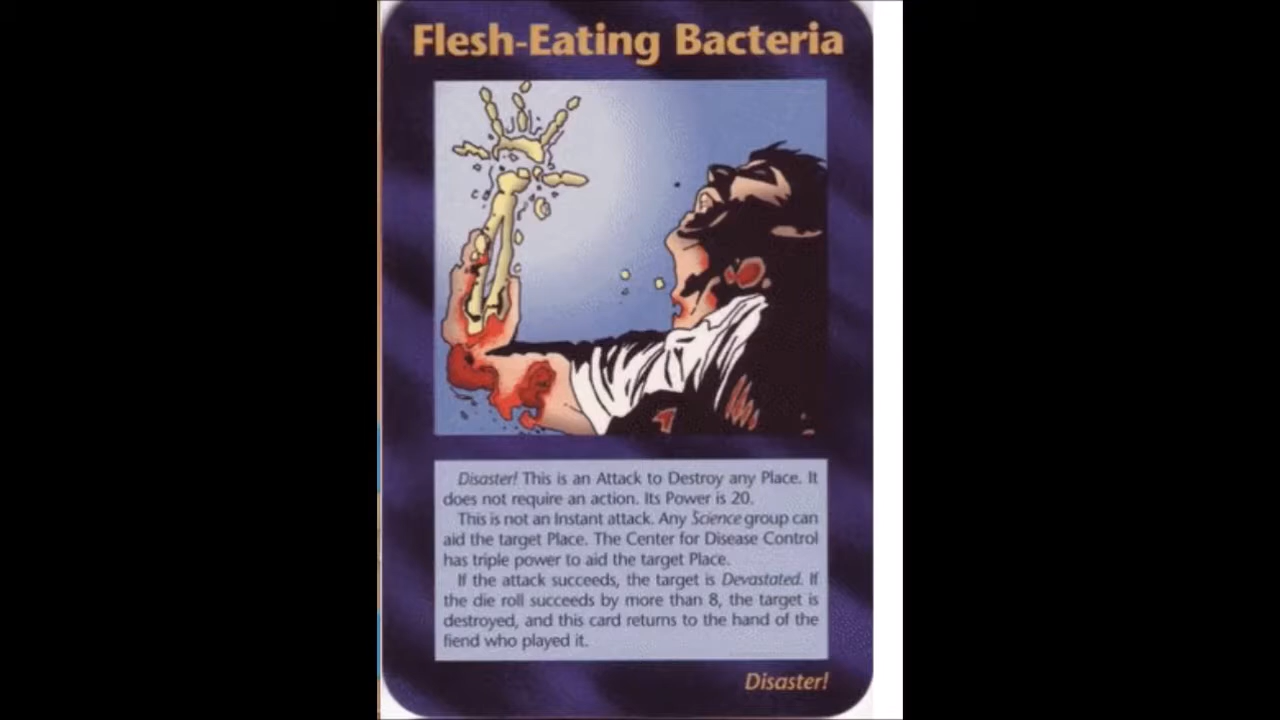 Flesh-Eating Bacteria
Disaster! This is an Attack to Destroy any Place. It
does not require an action. Its Power is 20.
This is not an Instant attack. Any Science group can
aid the target Place. The Center for Disease Control
has triple power to aid the target Place.
If the attack succeeds, the target is Devastated. If
the die roll succeeds by more than 8, the target is
destroyed, and this card returns to the hand of the
fiend who played it.
Disaster!